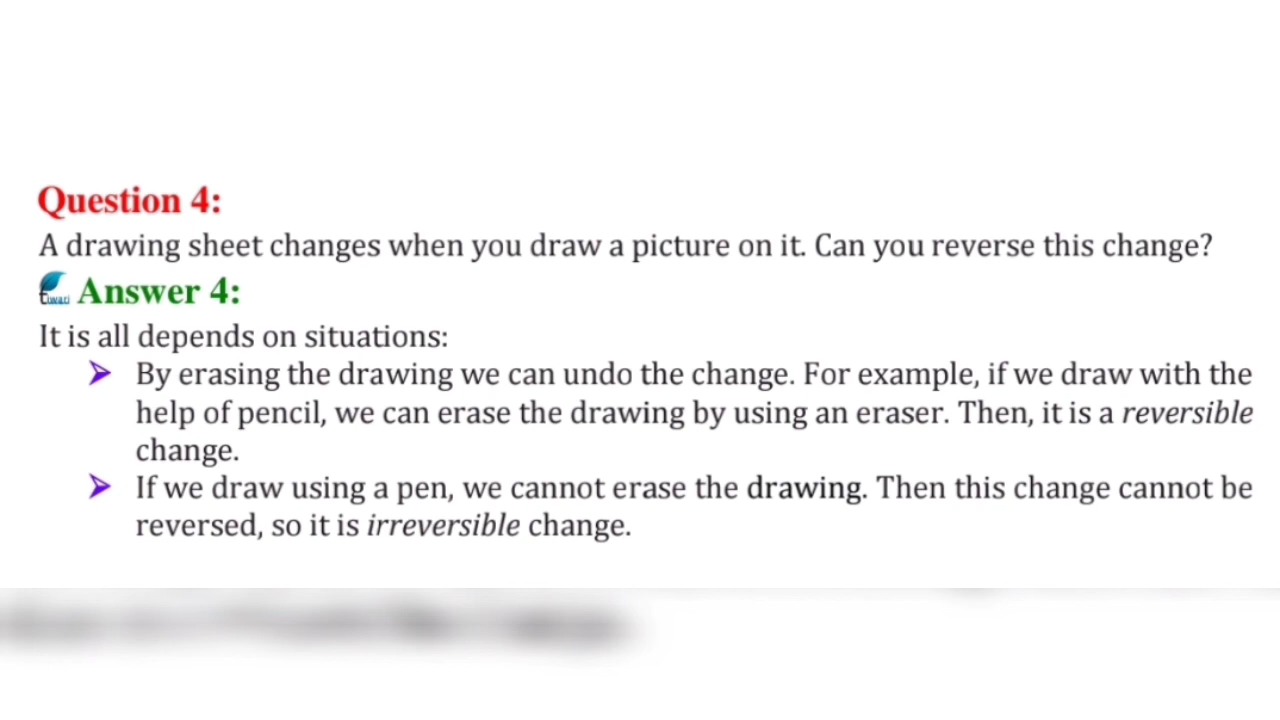 Question 4:
A drawing sheet changes when you draw a picture on it. Can you reverse this change?
Answer 4:
It is all depends on situations:
➢ By erasing the drawing we can undo the change. For example, if we draw with the
help of pencil, we can erase the drawing by using an eraser. Then, it is a reversible
change.
➢ If we draw using a pen, we cannot erase the drawing. Then this change cannot be
reversed, so it is irreversible change.